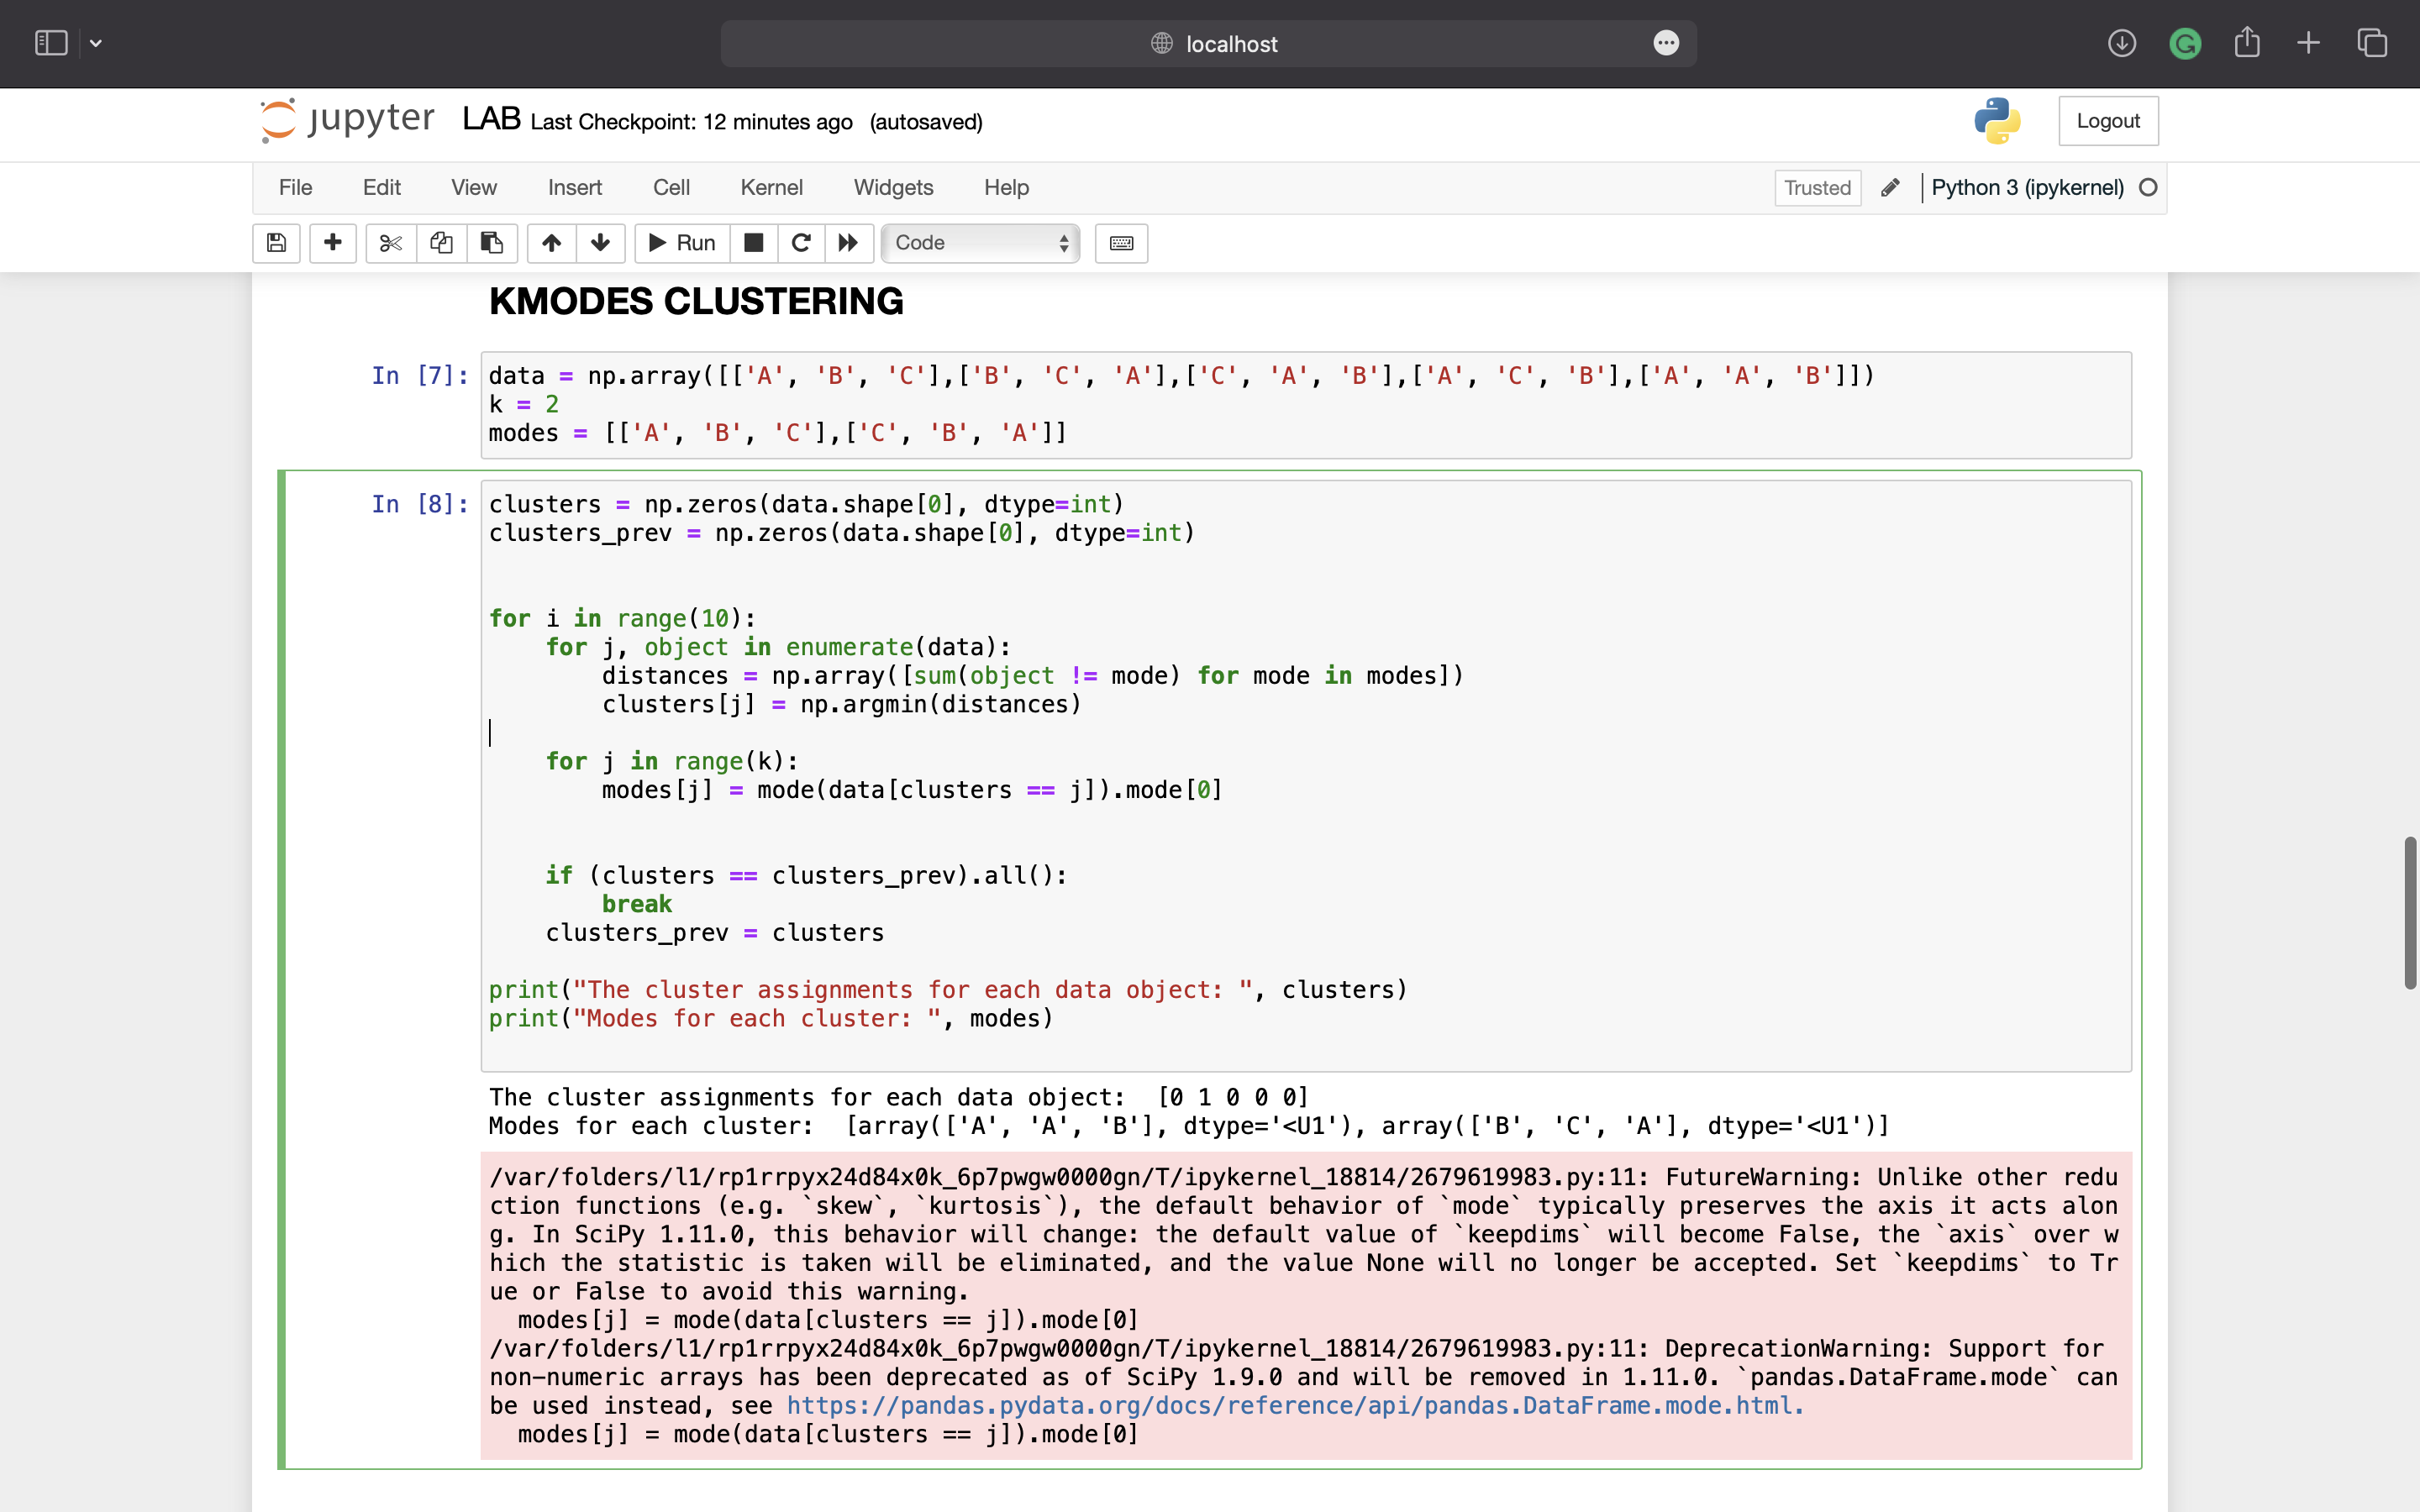 localhost
jupyter LAB Last Checkpoint: 12 minutes ago (autosaved)
Logout
File Edit View Insert Cell Kernel Widgets Help
Trusted Python 3 (ipykernel)
Run Code
KMODES CLUSTERING
In [7]: data = np.array([['A', 'B', 'C'],['B', 'C', 'A'],['C', 'A', 'B'],['A', 'C', 'B'],['A', 'A', 'B']])
k = 2
modes = [['A', 'B', 'C'],['C', 'B', 'A']]
In [8]: clusters = np.zeros(data.shape[0], dtype=int)
clusters_prev = np.zeros(data.shape[0], dtype=int)
for i in range(10):
    for j, object in enumerate(data):
        distances = np.array([sum(object != mode) for mode in modes])
        clusters[j] = np.argmin(distances)
    for j in range(k):
        modes[j] = mode(data[clusters == j]).mode[0]
    if (clusters == clusters_prev).all():
        break
    clusters_prev = clusters
print("The cluster assignments for each data object: ", clusters)
print("Modes for each cluster: ", modes)
The cluster assignments for each data object:  [0 1 0 0 0]
Modes for each cluster:  [array(['A', 'A', 'B'], dtype='<U1'), array(['B', 'C', 'A'], dtype='<U1')]
/var/folders/l1/rp1rrpyx24d84x0k_6p7pwgw0000gn/T/ipykernel_18814/2679619983.py:11: FutureWarning: Unlike other redu
ction functions (e.g. `skew`, `kurtosis`), the default behavior of `mode` typically preserves the axis it acts alon
g. In SciPy 1.11.0, this behavior will change: the default value of `keepdims` will become False, the `axis` over w
hich the statistic is taken will be eliminated, and the value None will no longer be accepted. Set `keepdims` to Tr
ue or False to avoid this warning.
  modes[j] = mode(data[clusters == j]).mode[0]
/var/folders/l1/rp1rrpyx24d84x0k_6p7pwgw0000gn/T/ipykernel_18814/2679619983.py:11: DeprecationWarning: Support for
non-numeric arrays has been deprecated as of SciPy 1.9.0 and will be removed in 1.11.0. `pandas.DataFrame.mode` can
be used instead, see https://pandas.pydata.org/docs/reference/api/pandas.DataFrame.mode.html.
  modes[j] = mode(data[clusters == j]).mode[0]